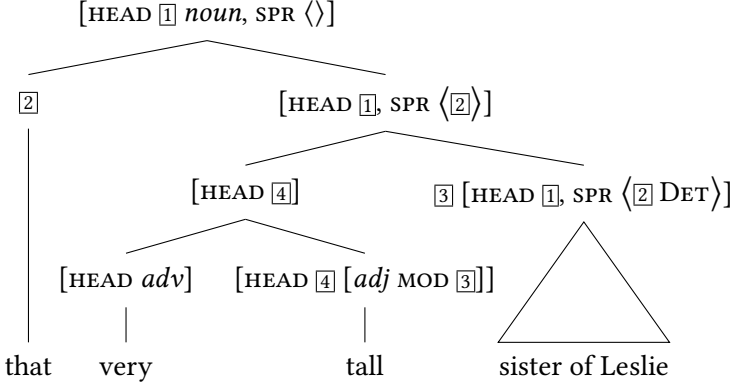 [HEAD 1 noun, SPR ⟨⟩]
2 [HEAD 1, SPR ⟨2⟩]
[HEAD 4] 3 [HEAD 1, SPR ⟨2 DET⟩]
[HEAD adv] [HEAD 4 [adj MOD 3]]
that very tall sister of Leslie